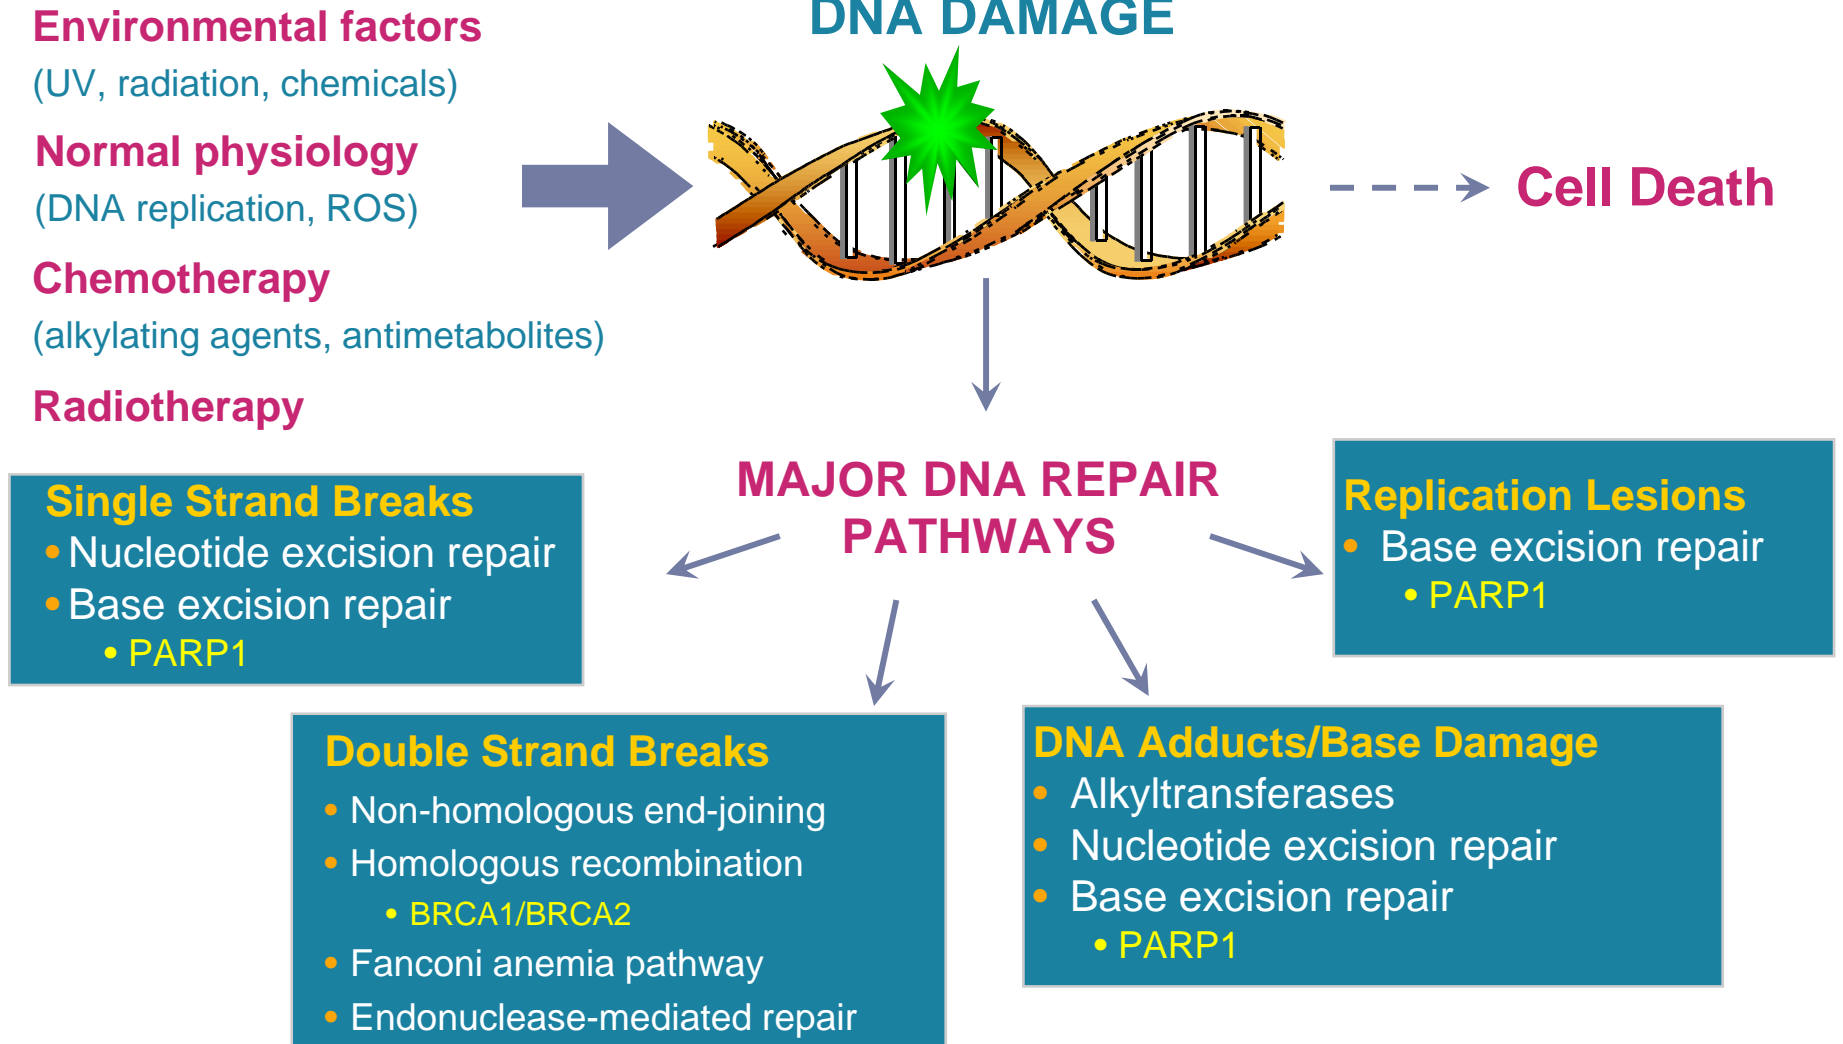 DNA DAMAGE
Environmental factors
(UV, radiation, chemicals)
Normal physiology
(DNA replication, ROS)
Chemotherapy
(alkylating agents, antimetabolites)
Radiotherapy
Cell Death
MAJOR DNA REPAIR
PATHWAYS
Single Strand Breaks
• Nucleotide excision repair
• Base excision repair
• PARP1
Double Strand Breaks
• Non-homologous end-joining
• Homologous recombination
• BRCA1/BRCA2
• Fanconi anemia pathway
• Endonuclease-mediated repair
DNA Adducts/Base Damage
• Alkyltransferases
• Nucleotide excision repair
• Base excision repair
• PARP1
Replication Lesions
• Base excision repair
• PARP1